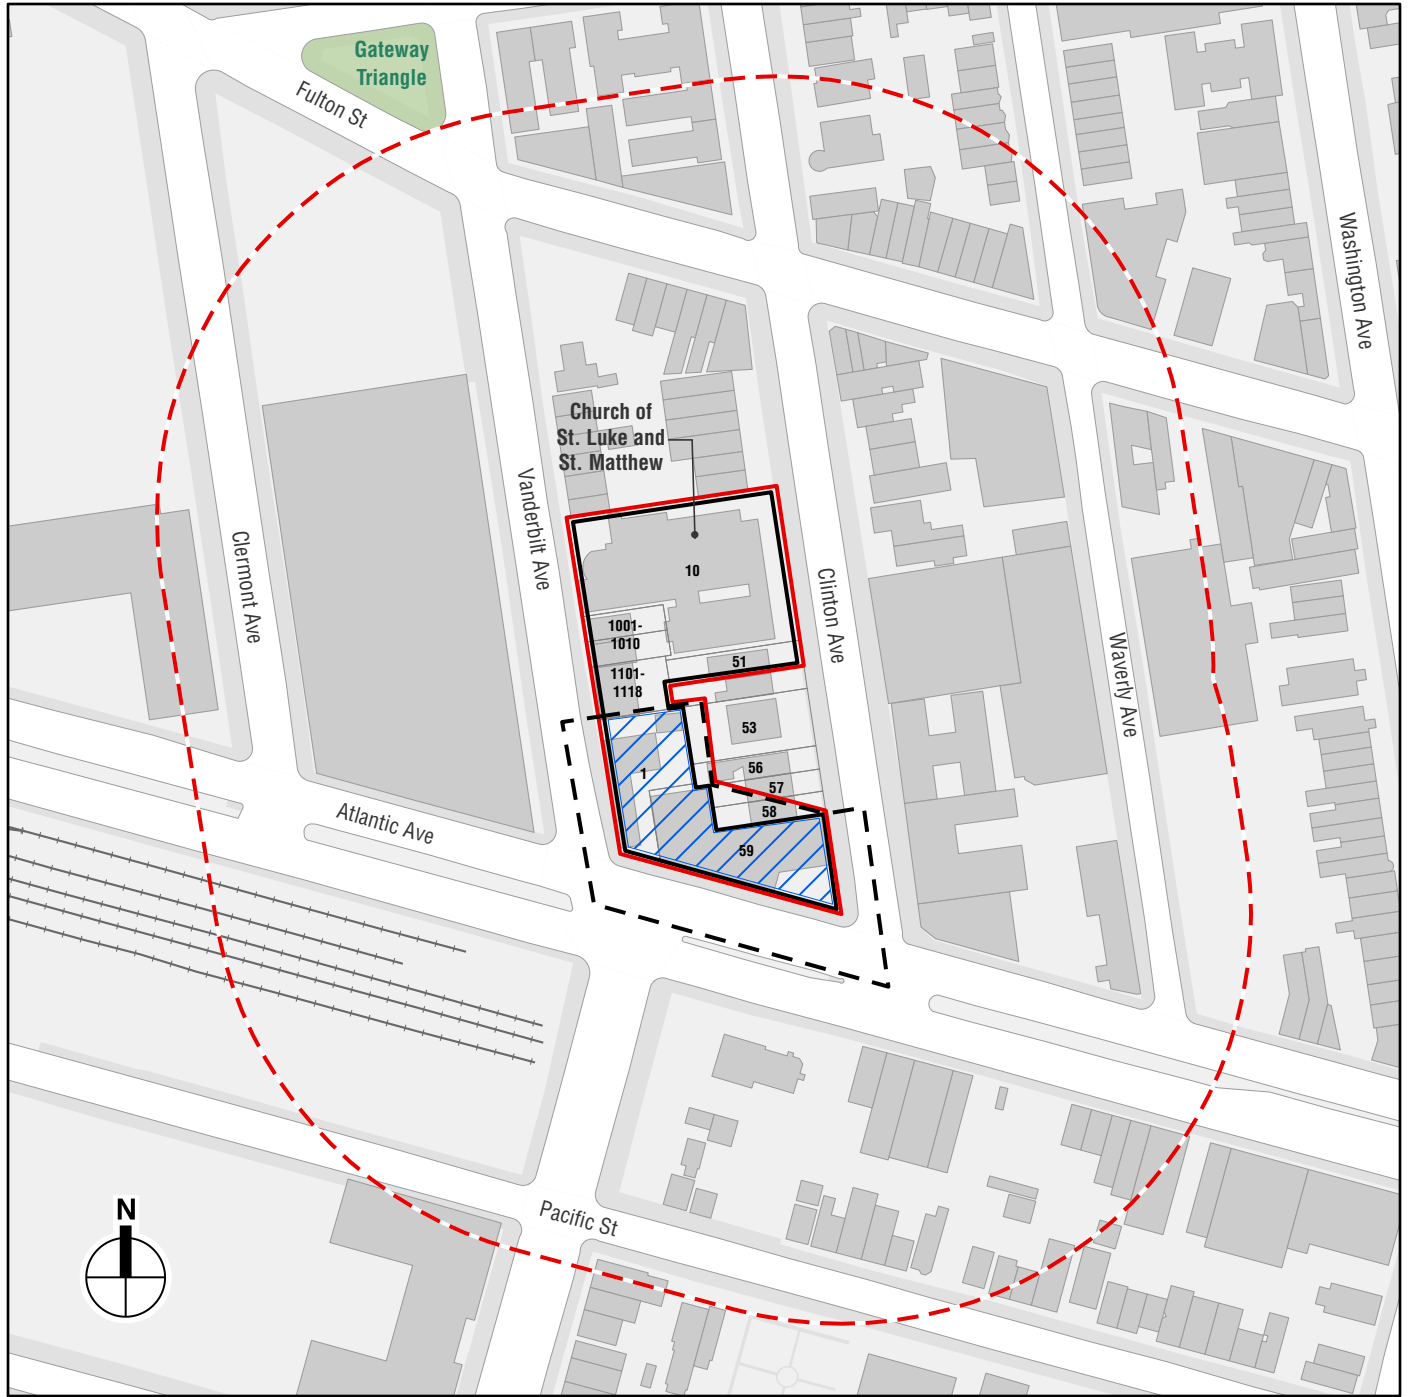 Gateway
Triangle
Fulton St
Washington Ave
Church of
St. Luke and
St. Matthew
Vanderbilt Ave
Clermont Ave
Clinton Ave
10
1001-
1010
51
1101-
1118
Waverly Ave
53
56
1
57
58
59
Atlantic Ave
Pacific St
N